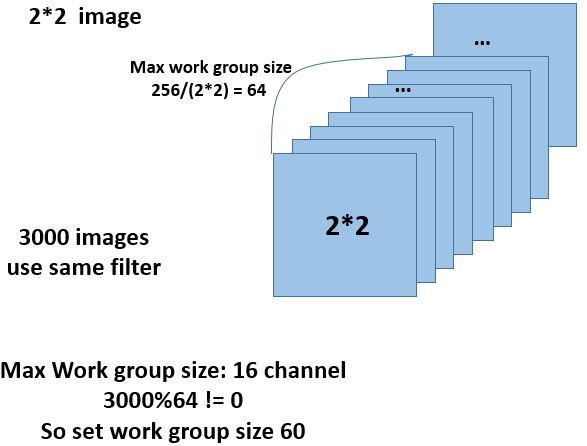 2*2 image
...
Max work group size
256/(2*2) = 64
...
2*2
3000 images
use same filter
Max Work group size: 16 channel
3000%64 != 0
So set work group size 60